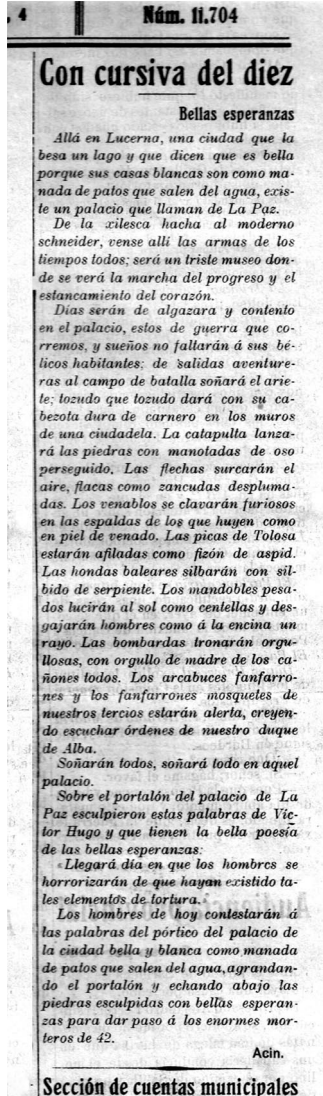 . 4
Núm. 11.704
Con cursiva del diez
Bellas esperanzas
Allá en Lucerna, una ciudad que la
besa un lago y que dicen que es bella
porque sus casas blancas son como ma-
nada de patos que salen del agua, exis-
te un palacio que llaman de La Paz.
De la xilesca hacha al moderno
schneider, vense allí las armas de los
tiempos todos; será un triste museo don-
de se verá la marcha del progreso y el
estancamiento del corazón.
Días serán de algazara y contento
en el palacio, estos de guerra que co-
rremos, y sueños no faltarán á sus bé-
licos habitantes; de salidas aventure-
ras al campo de batalla soñará el arie-
te; tozudo que tozudo dará con su ca-
bezota dura de carnero en los muros
de una ciudadela. La catapulta lanza-
rá las piedras con manotadas de oso
perseguido. Las flechas surcarán el
aire, flacas como zancudas despluma-
das. Los venablos se clavarán furiosos
en las espaldas de los que huyen como
en piel de venado. Las picas de Tolosa
estarán afiladas como fizón de aspid.
Las hondas baleares silbarán con sil-
bido de serpiente. Los mandobles pesa-
dos lucirán al sol como centellas y des-
gajarán hombres como á la encina un
rayo. Las bombardas tronarán orgu-
llosas, con orgullo de madre de los ca-
ñones todos. Los arcabuces fanfarro-
nes y los fanfarrones mosquetes de
nuestros tercios estarán alerta, creyen-
do escuchar órdenes de nuestro duque
de Alba.
Soñarán todos, soñará todo en aquel
palacio.
Sobre el portalón del palacio de La
Paz esculpieron estas palabras de Víc-
tor Hugo y que tienen la bella poesía
de las bellas esperanzas:
«Llegará día en que los hombres se
horrorizarán de que hayan existido ta-
les elementos de tortura.
Los hombres de hoy contestarán á
las palabras del pórtico del palacio de
la ciudad bella y blanca como manada
de patos que salen del agua, agrandan-
do el portalón y echando abajo las
piedras esculpidas con bellas esperan-
zas para dar paso á los enormes mor-
teros de 42.
Acin.
Sección de cuentas municipales